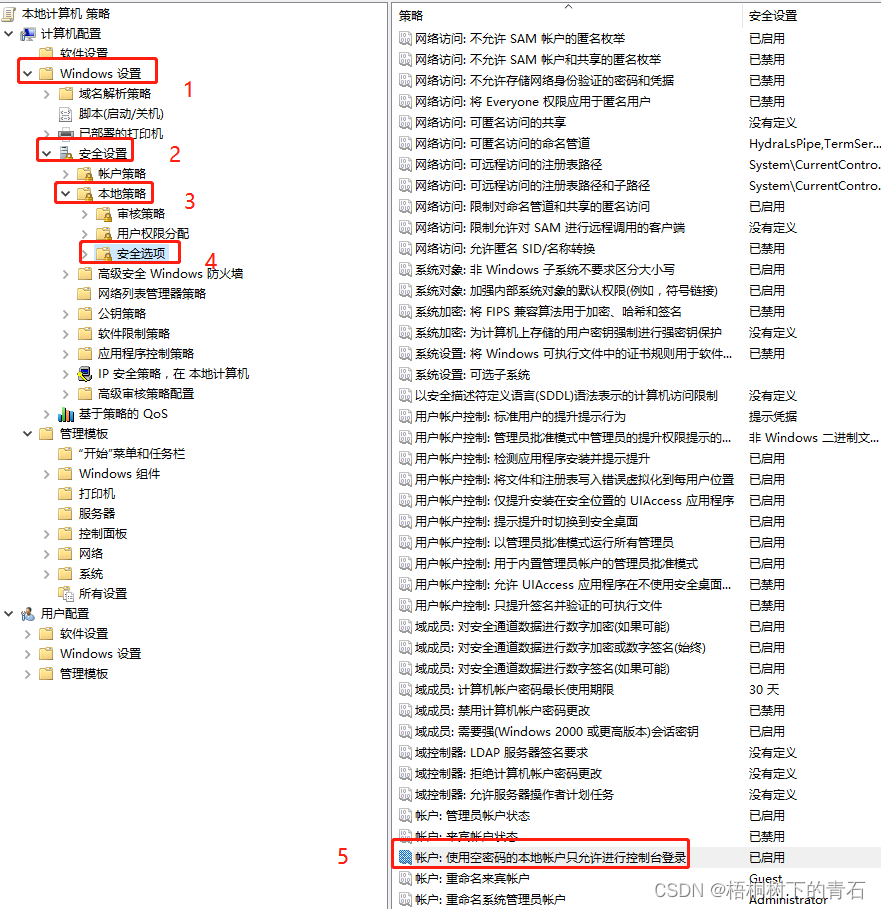 本地计算机 策略
计算机配置
软件设置
Windows 设置
1
域名解析策略
脚本(启动/关机)
已部署的打印机
安全设置
2
帐户策略
本地策略
3
审核策略
用户权限分配
安全选项
4
高级安全 Windows 防火墙
网络列表管理器策略
公钥策略
软件限制策略
应用程序控制策略
IP 安全策略，在 本地计算机
高级审核策略配置
基于策略的 QoS
管理模板
"开始"菜单和任务栏
Windows 组件
打印机
服务器
控制面板
网络
系统
所有设置
用户配置
软件设置
Windows 设置
管理模板
策略 安全设置
网络访问: 不允许 SAM 帐户的匿名枚举 已启用
网络访问: 不允许 SAM 帐户和共享的匿名枚举 已禁用
网络访问: 不允许存储网络身份验证的密码和凭据 已禁用
网络访问: 将 Everyone 权限应用于匿名用户 已禁用
网络访问: 可匿名访问的共享 没有定义
网络访问: 可匿名访问的命名管道 HydraLsPipe,TermSer...
网络访问: 可远程访问的注册表路径 System\CurrentContro...
网络访问: 可远程访问的注册表路径和子路径 System\CurrentContro...
网络访问: 限制对命名管道和共享的匿名访问 已启用
网络访问: 限制允许对 SAM 进行远程调用的客户端 没有定义
网络访问: 允许匿名 SID/名称转换 已禁用
系统对象: 非 Windows 子系统不要求区分大小写 已启用
系统对象: 加强内部系统对象的默认权限(例如，符号链接) 已启用
系统加密: 将 FIPS 兼容算法用于加密、哈希和签名 已禁用
系统加密: 为计算机上存储的用户密钥强制进行强密钥保护 没有定义
系统设置: 将 Windows 可执行文件中的证书规则用于软件... 已禁用
系统设置: 可选子系统
以安全描述符定义语言(SDDL)语法表示的计算机访问限制 没有定义
用户帐户控制: 标准用户的提升提示行为 提示凭据
用户帐户控制: 管理员批准模式中管理员的提升权限提示的... 非 Windows 二进制文...
用户帐户控制: 检测应用程序安装并提示提升 已启用
用户帐户控制: 将文件和注册表写入错误虚拟化到每用户位置 已启用
用户帐户控制: 仅提升安装在安全位置的 UIAccess 应用程序 已启用
用户帐户控制: 提示提升时切换到安全桌面 已启用
用户帐户控制: 以管理员批准模式运行所有管理员 已启用
用户帐户控制: 用于内置管理员帐户的管理员批准模式 已启用
用户帐户控制: 允许 UIAccess 应用程序在不使用安全桌面... 已禁用
用户帐户控制: 只提升签名并验证的可执行文件 已禁用
域成员: 对安全通道数据进行数字加密(如果可能) 已启用
域成员: 对安全通道数据进行数字加密或数字签名(始终) 已启用
域成员: 对安全通道数据进行数字签名(如果可能) 已启用
域成员: 计算机帐户密码最长使用期限 30 天
域成员: 禁用计算机帐户密码更改 已禁用
域成员: 需要强(Windows 2000 或更高版本)会话密钥 已启用
域控制器: LDAP 服务器签名要求 没有定义
域控制器: 拒绝计算机帐户密码更改 没有定义
域控制器: 允许服务器操作者计划任务 没有定义
帐户: 管理员帐户状态 已启用
帐户: 来宾帐户状态 已禁用
5
帐户: 使用空密码的本地帐户只允许进行控制台登录 已启用
帐户: 重命名来宾帐户 Guest
帐户: 重命名系统管理员帐户 Administrator
CSDN @梧桐树下的青石